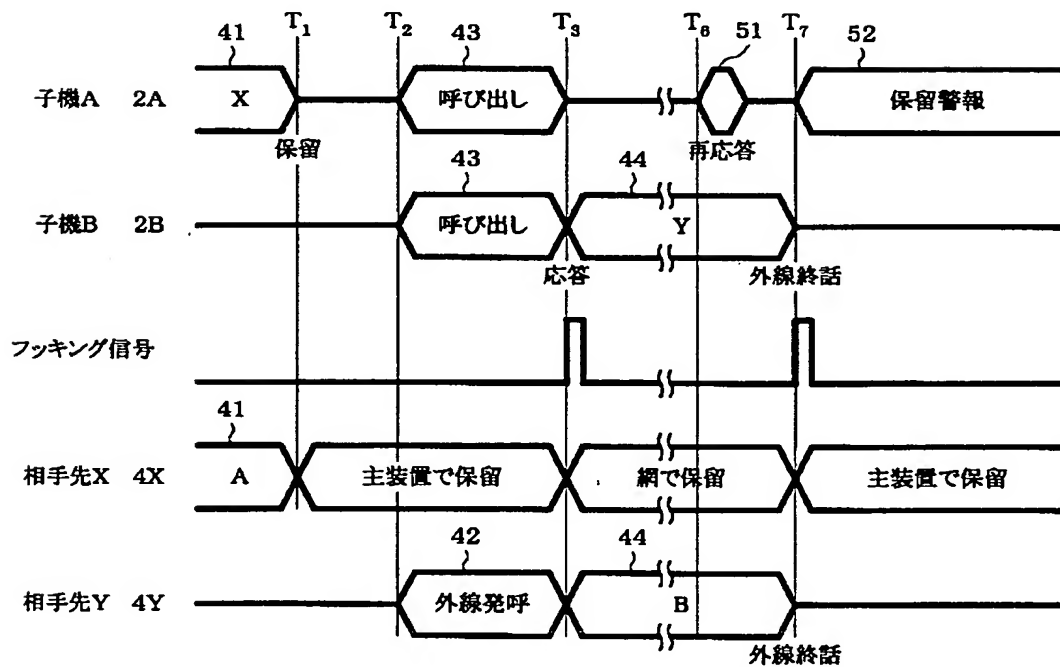 41 T1 T2 43 T3 T6 51 T7 52
子機A 2A X 呼び出し 保留警報
保留 再応答
43 44
子機B 2B 呼び出し Y
応答 外線終話
フッキング信号
41
相手先X 4X A 主装置で保留 網で保留 主装置で保留
42 44
相手先Y 4Y 外線発呼 B
外線終話